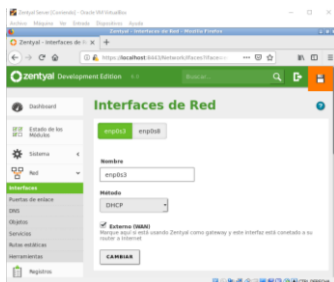 Zentyal Server [Corriendo] - Oracle VM VirtualBox
Archivo Máquina Ver Entrada Dispositivos Ayuda
Zentyal - Interfaces de Red - Mozilla Firefox
Zentyal - Interfaces de R
https://localhost:8443/Network/Ifaces?iface=
zentyal Development Edition
Buscar...
Dashboard
Estado de los Módulos
Sistema
Red
Interfaces
Puertas de enlace
DNS
Objetos
Servicios
Rutas estáticas
Herramientas
Registros
Interfaces de Red
enp0s3 enp0s8
Nombre
enp0s3
Método
DHCP
Externo (WAN)
Marque aquí si está usando Zentyal como gateway y este interfaz está conectado a su
router a Internet
CAMBIAR